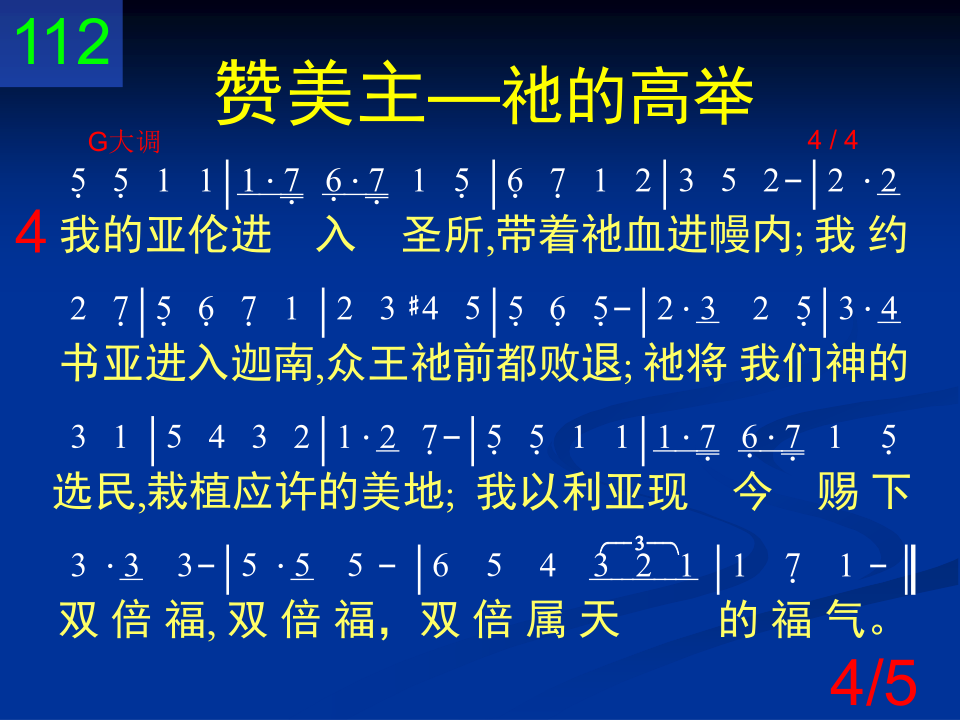 112
赞美主—祂的高举
G大调 4 / 4
5̣ 5̣ 1 1 | 1 · 7̣ 6̣ · 7̣ 1 5̣ | 6̣ 7̣ 1 2 | 3 5 2 – | 2 · 2
4 我的亚伦进 入 圣所,带着祂血进幔内; 我 约
2 7̣ | 5̣ 6̣ 7̣ 1 | 2 3 #4 5 | 5̣ 6̣ 5̣ – | 2 · 3 2 5̣ | 3 · 4
书亚进入迦南,众王祂前都败退; 祂将 我们神的
3 1 | 5 4 3 2 | 1 · 2 7̣ – | 5̣ 5̣ 1 1 | 1 · 7̣ 6̣ · 7̣ 1 5̣
选民,栽植应许的美地; 我以利亚现 今 赐 下
3
3 · 3 3 – | 5 · 5 5 – | 6 5 4 3 2 1 | 1 7̣ 1 – ‖
双 倍 福, 双 倍 福，双 倍 属 天 的 福 气。
4/5